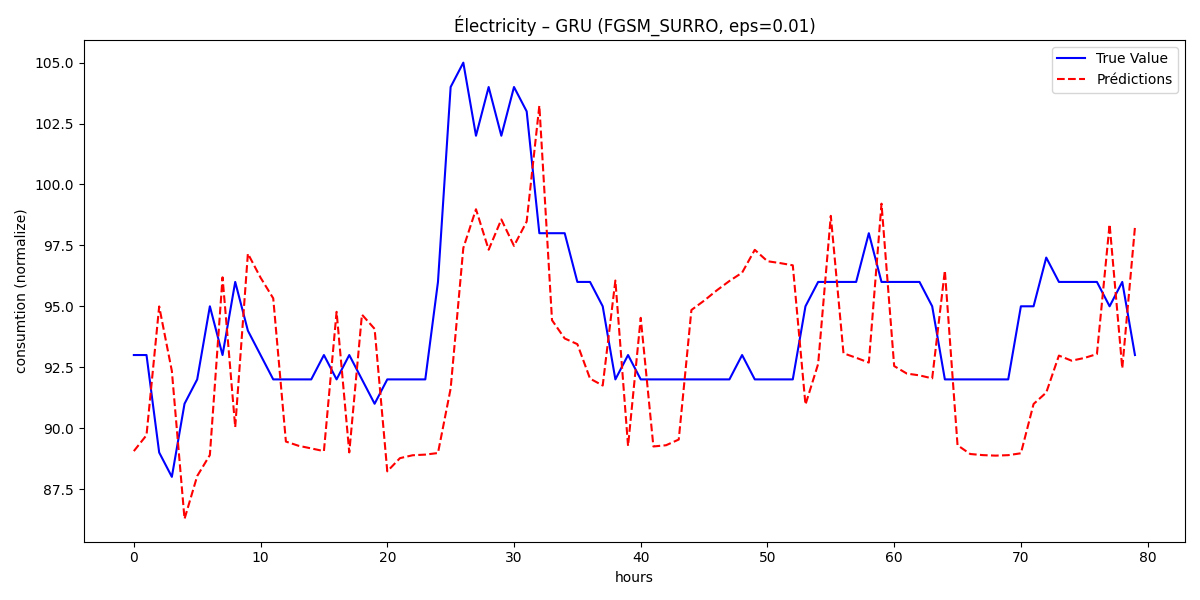 Électricity – GRU (FGSM_SURRO, eps=0.01)
True Value
Prédictions
consumtion (normalize)
105.0
102.5
100.0
97.5
95.0
92.5
90.0
87.5
0 10 20 30 40 50 60 70 80
hours